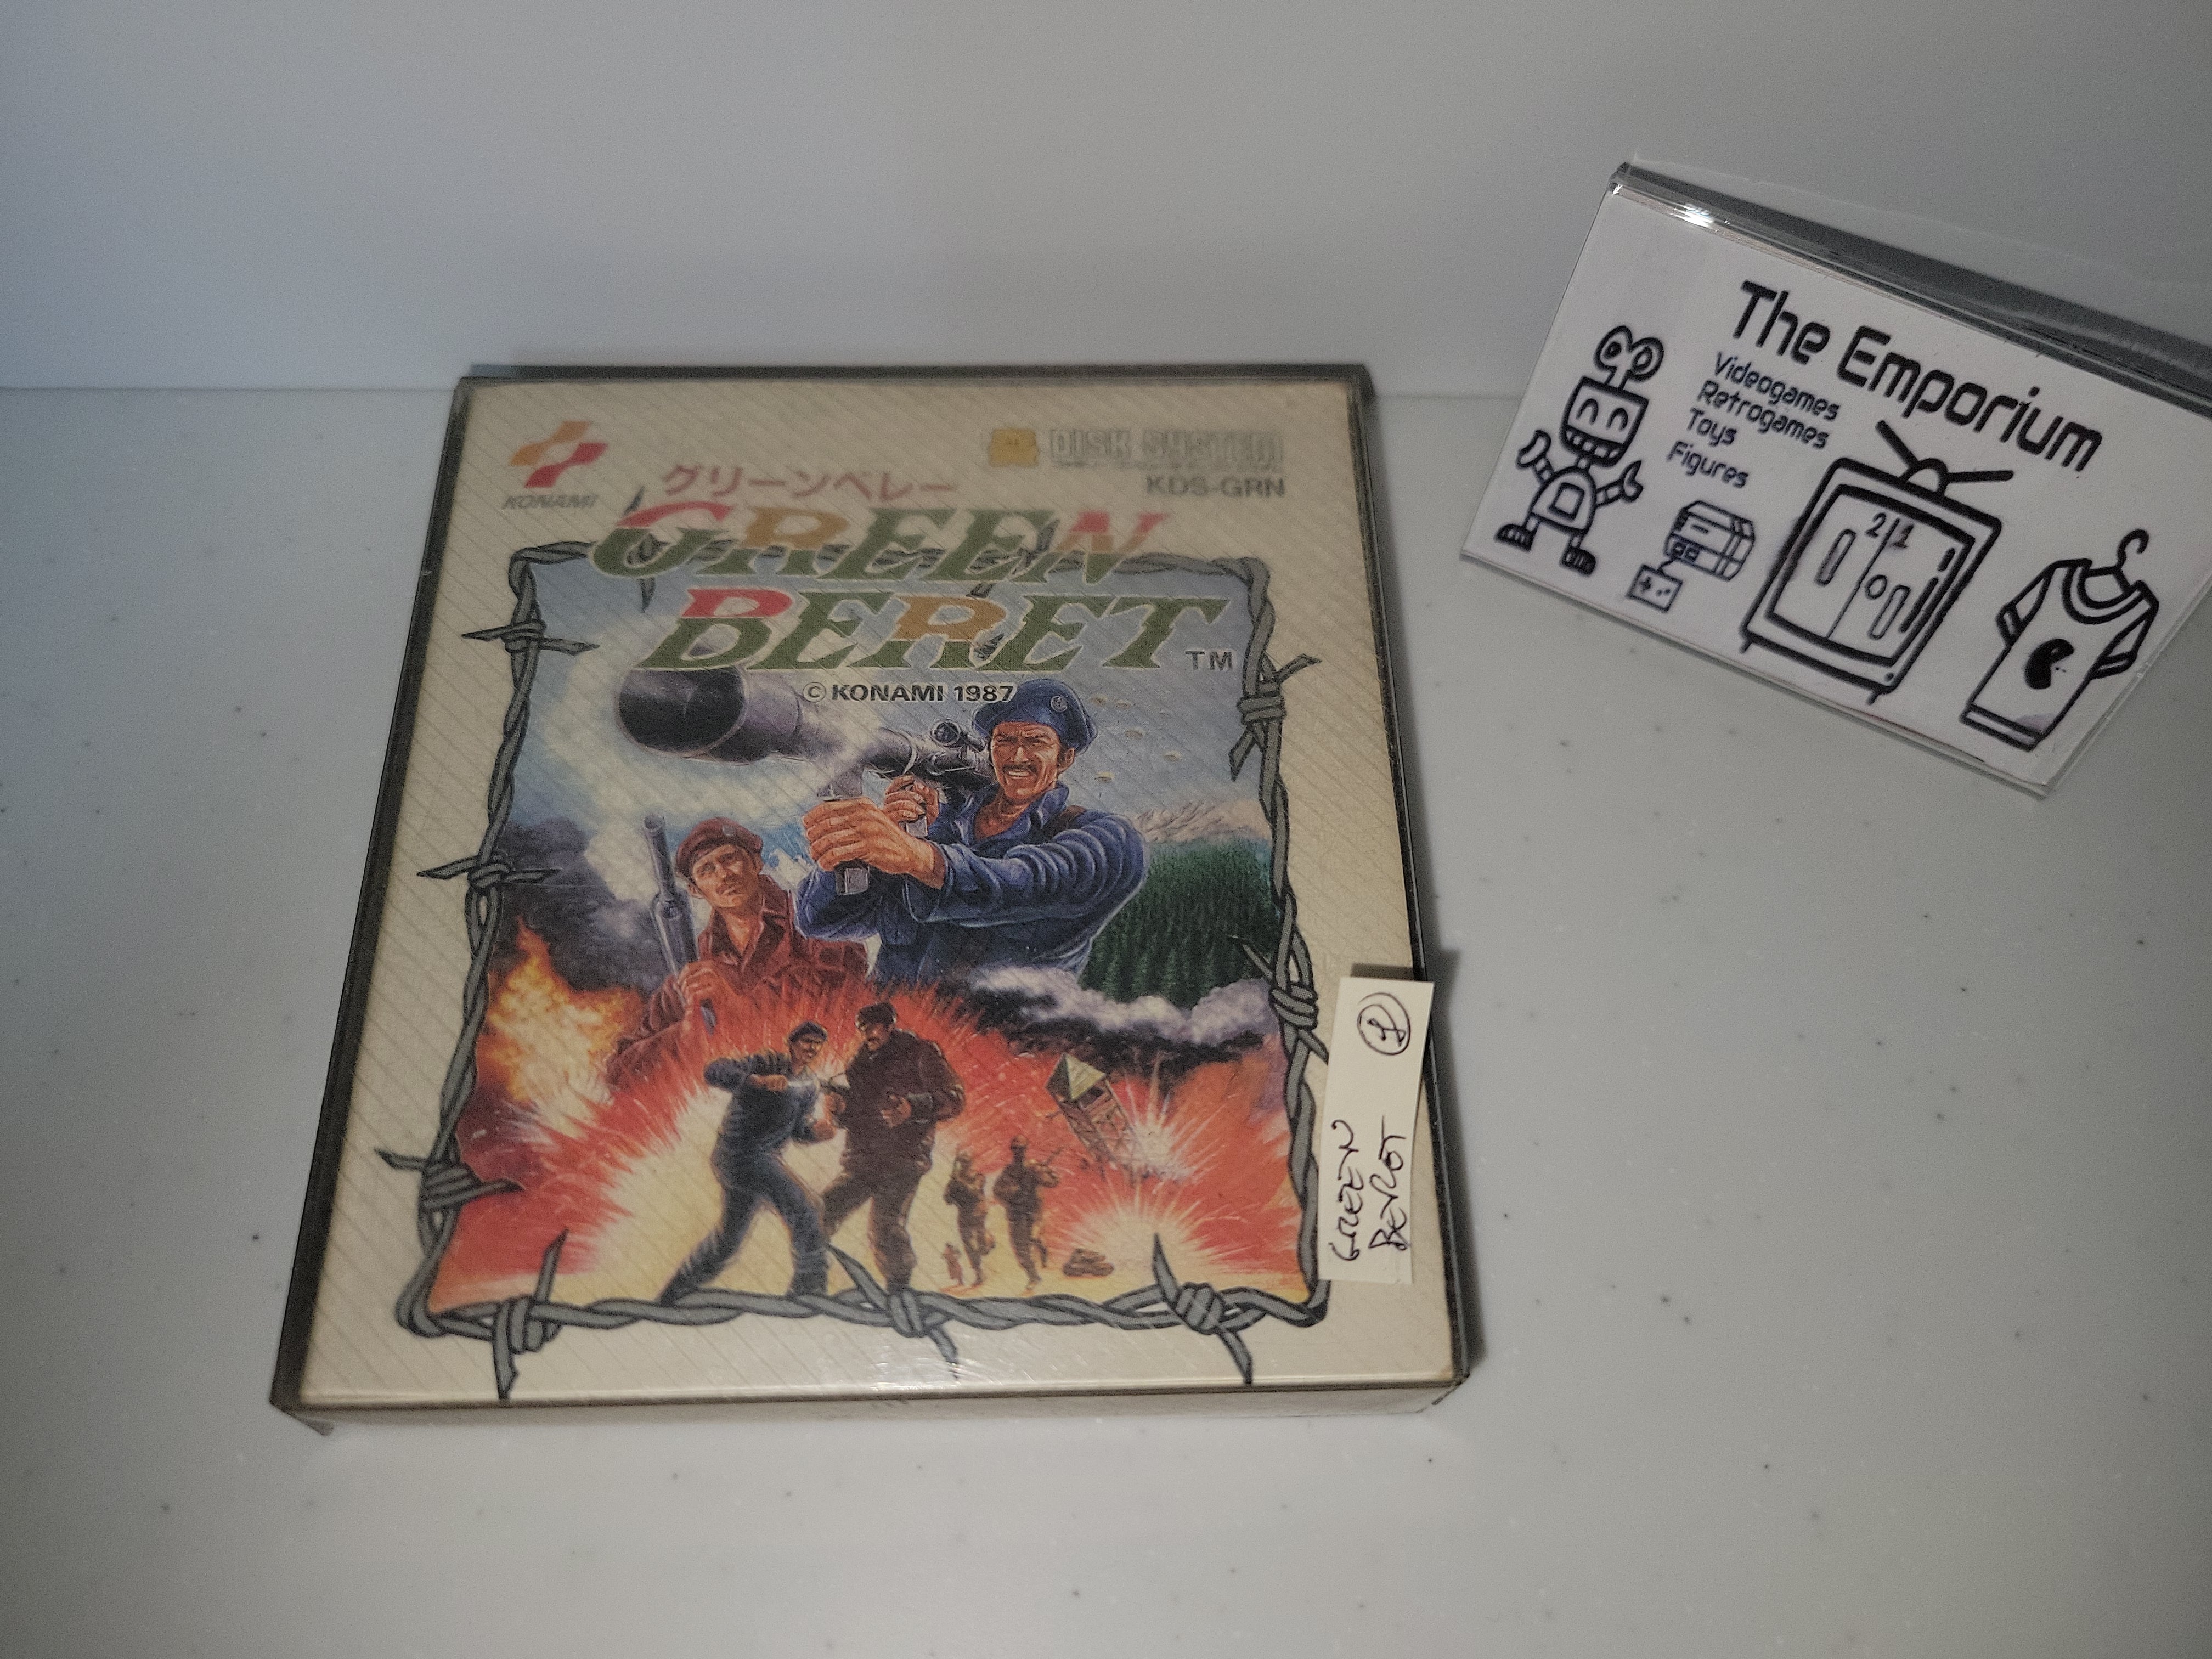 KONAMI
DISK SYSTEM
KDS-GRN
グリーンベレー
GREEN
BERET TM
© KONAMI 1987
GREEN
BERET
The Emporium
Videogames
Retrogames
Toys
Figures
21